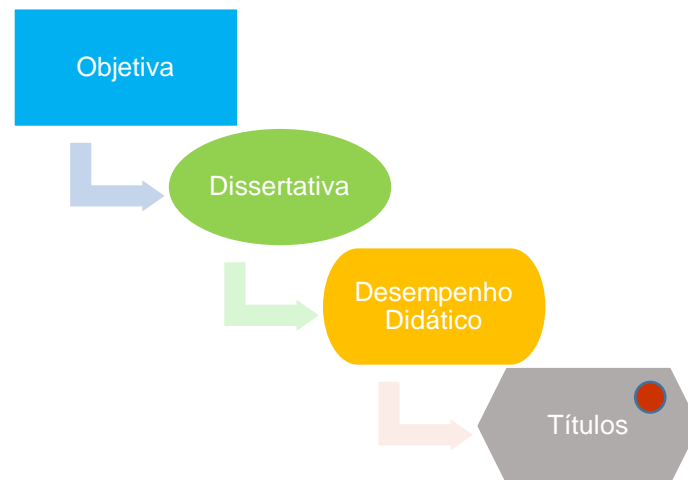 Objetiva
Dissertativa
Desempenho
Didático
Títulos